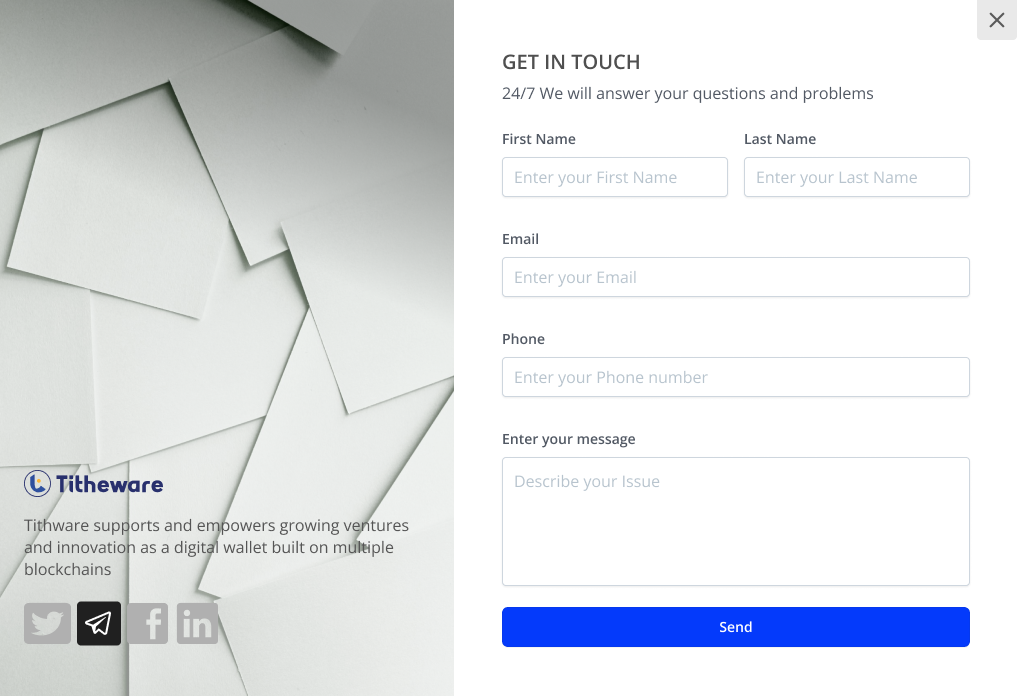 GET IN TOUCH
24/7 We will answer your questions and problems
First Name
Last Name
Enter your First Name
Enter your Last Name
Email
Enter your Email
Phone
Enter your Phone number
Enter your message
Describe your Issue
Send
Titheware
Tithware supports and empowers growing ventures
and innovation as a digital wallet built on multiple
blockchains